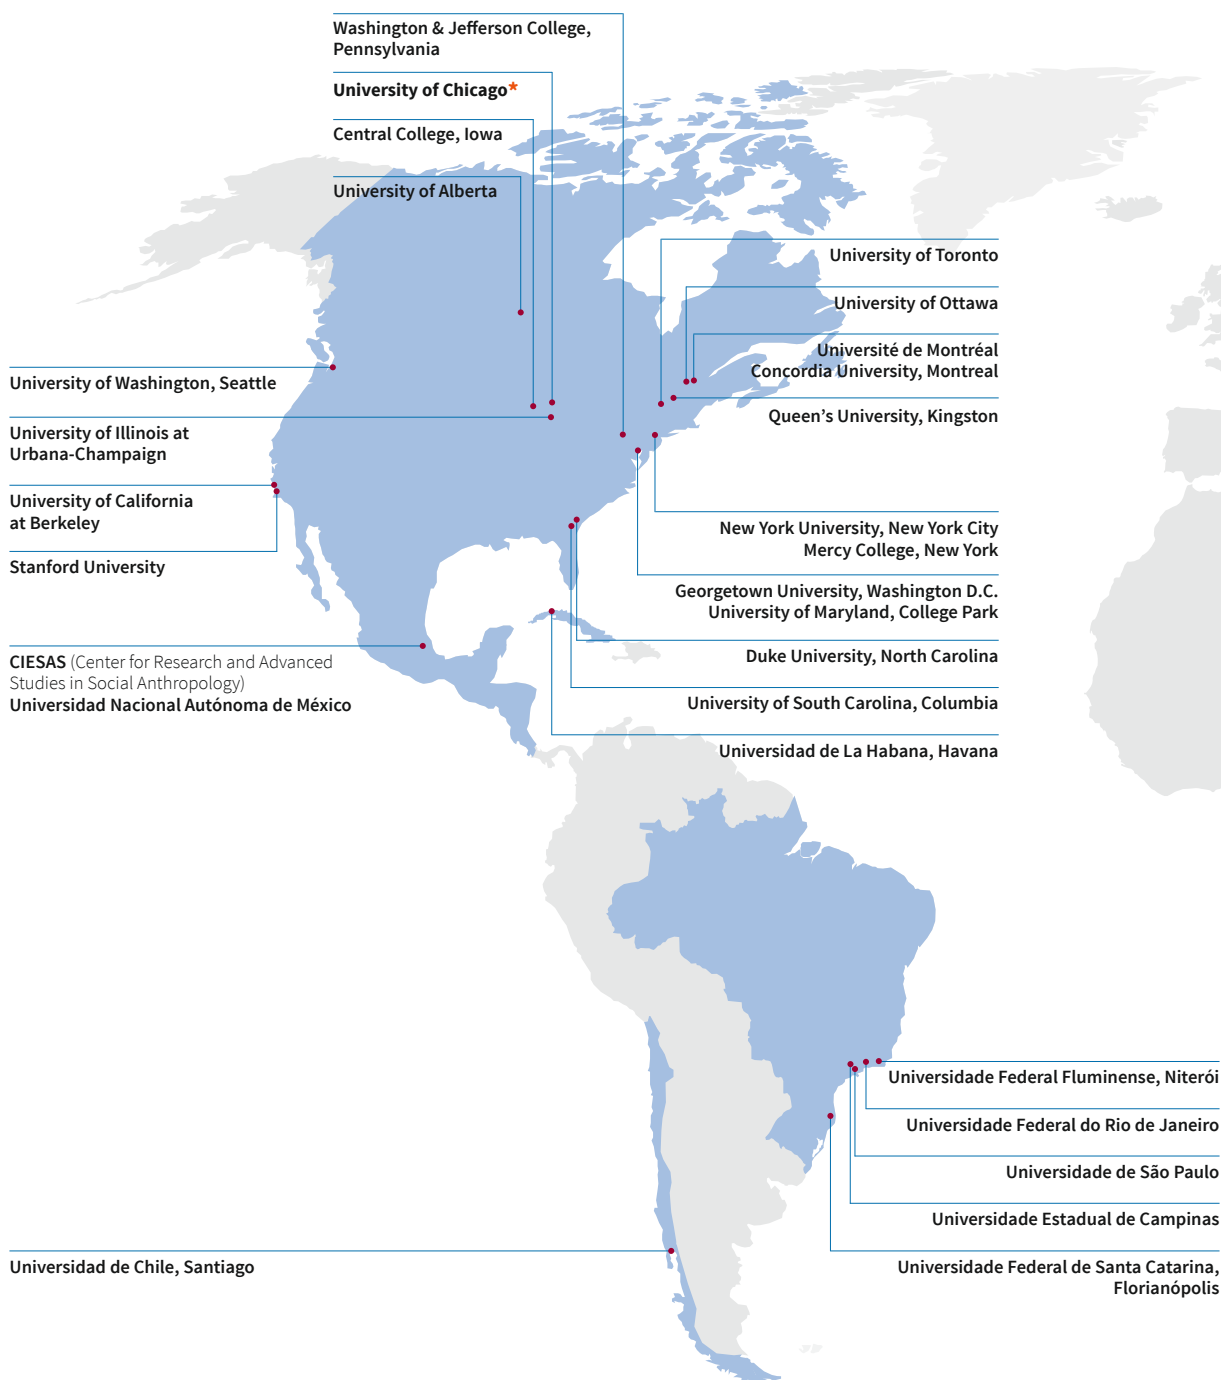 Washington & Jefferson College,
Pennsylvania
University of Chicago*
Central College, Iowa
University of Alberta
University of Toronto
University of Ottawa
Université de Montréal
Concordia University, Montreal
Queen's University, Kingston
University of Washington, Seattle
University of Illinois at
Urbana-Champaign
University of California
at Berkeley
Stanford University
New York University, New York City
Mercy College, New York
Georgetown University, Washington D.C.
University of Maryland, College Park
Duke University, North Carolina
CIESAS (Center for Research and Advanced
Studies in Social Anthropology)
Universidad Nacional Autónoma de México
University of South Carolina, Columbia
Universidad de La Habana, Havana
Universidade Federal Fluminense, Niterói
Universidade Federal do Rio de Janeiro
Universidade de São Paulo
Universidade Estadual de Campinas
Universidad de Chile, Santiago
Universidade Federal de Santa Catarina,
Florianópolis